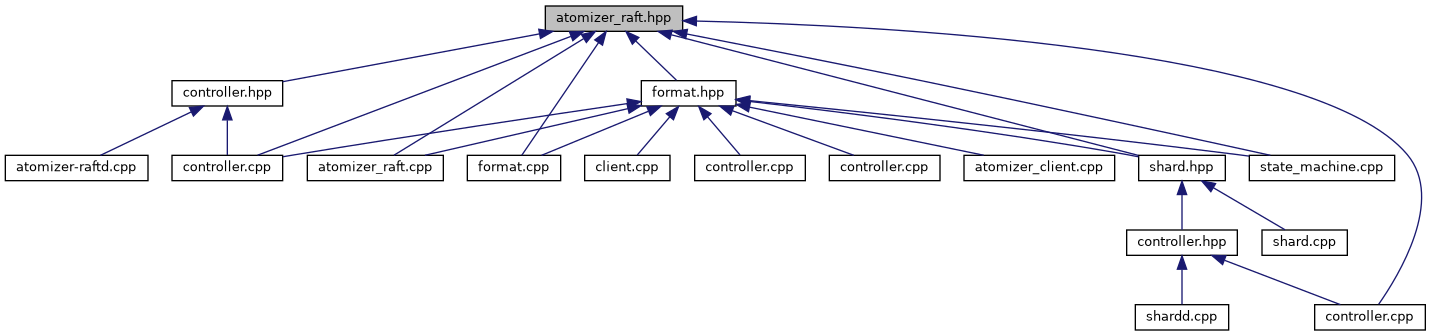 atomizer_raft.hpp
controller.hpp
format.hpp
atomizer-raftd.cpp
controller.cpp
atomizer_raft.cpp
format.cpp
client.cpp
controller.cpp
controller.cpp
atomizer_client.cpp
shard.hpp
state_machine.cpp
controller.hpp
shard.cpp
shardd.cpp
controller.cpp